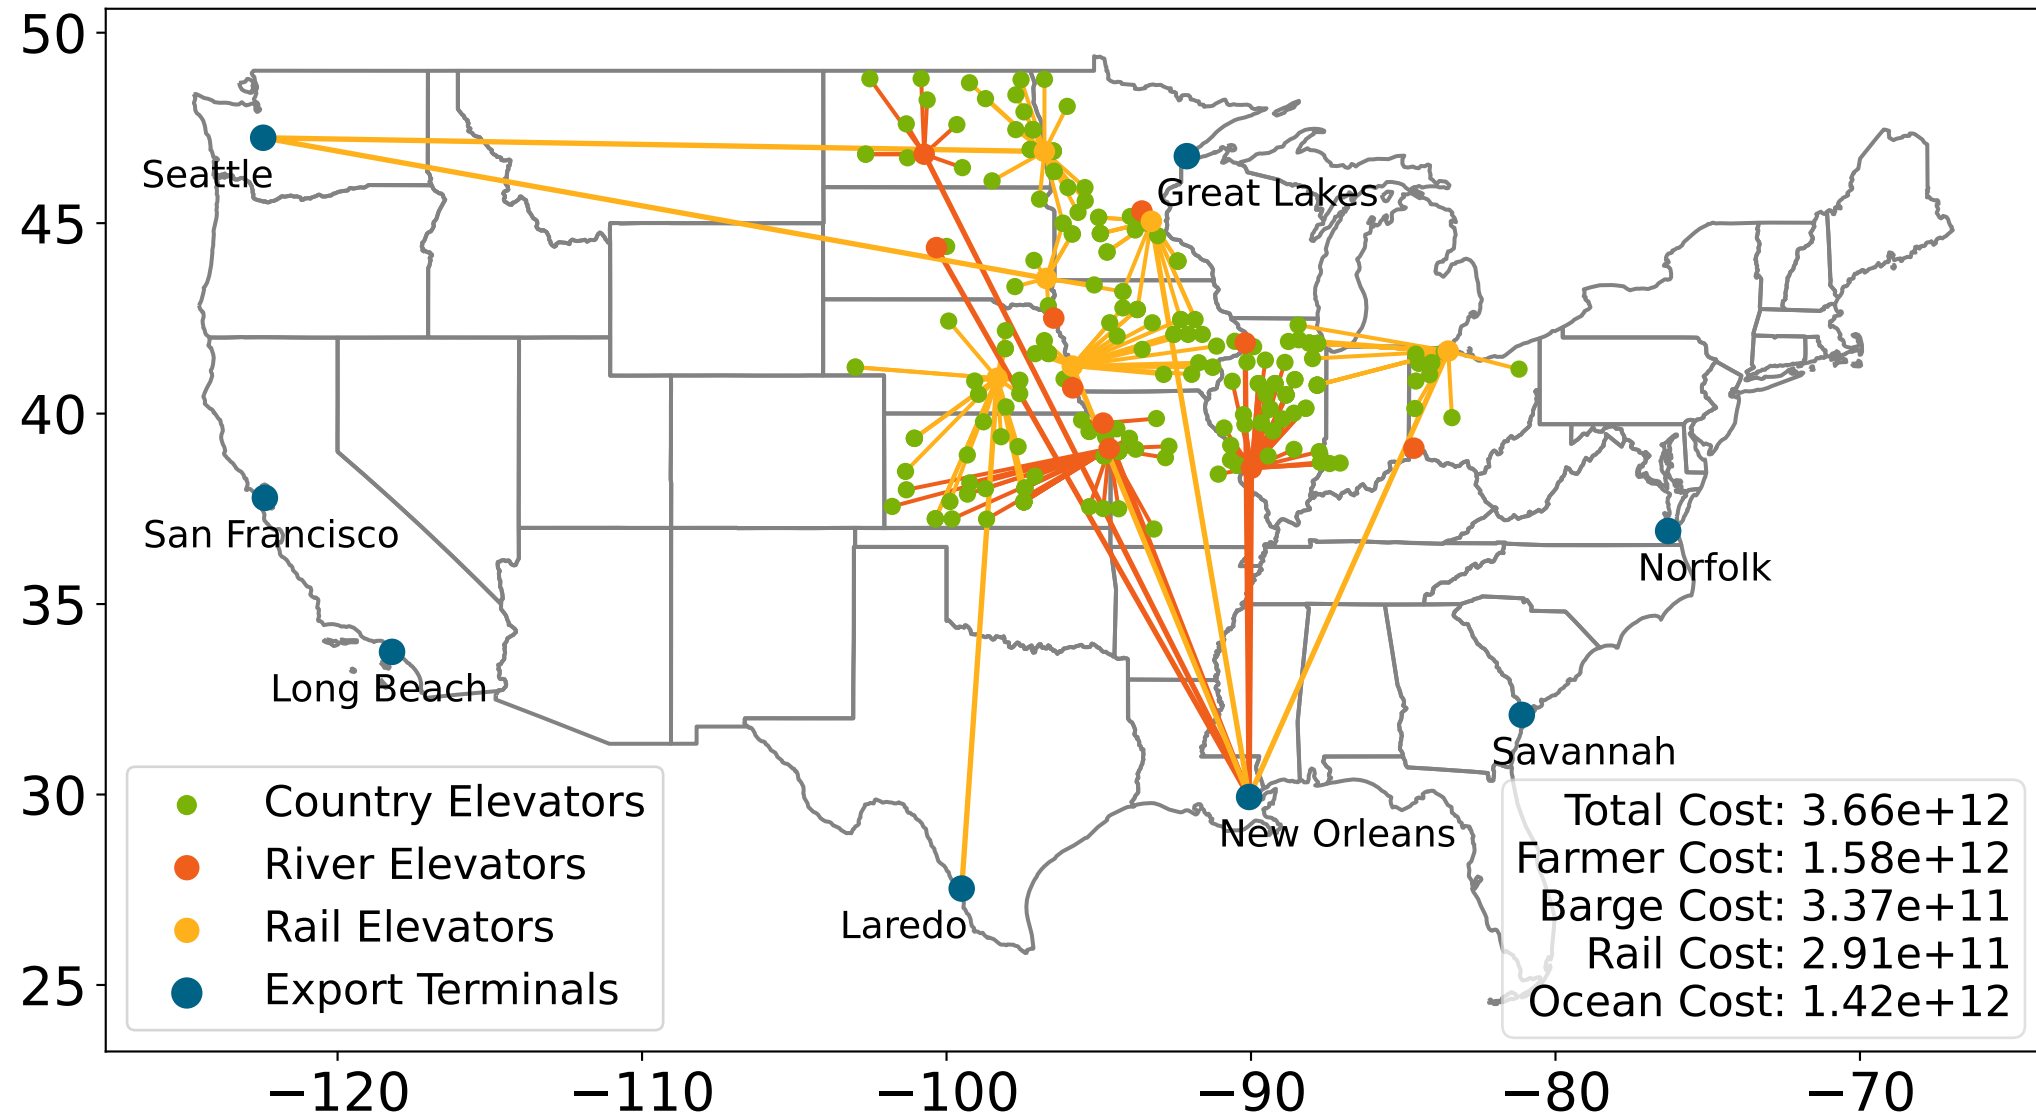 50
45
40
35
30
25
−120
−110
−100
−90
−80
−70
Seattle
Great Lakes
San Francisco
Norfolk
Long Beach
Savannah
New Orleans
Laredo
Country Elevators
River Elevators
Rail Elevators
Export Terminals
Total Cost: 3.66e+12
Farmer Cost: 1.58e+12
Barge Cost: 3.37e+11
Rail Cost: 2.91e+11
Ocean Cost: 1.42e+12